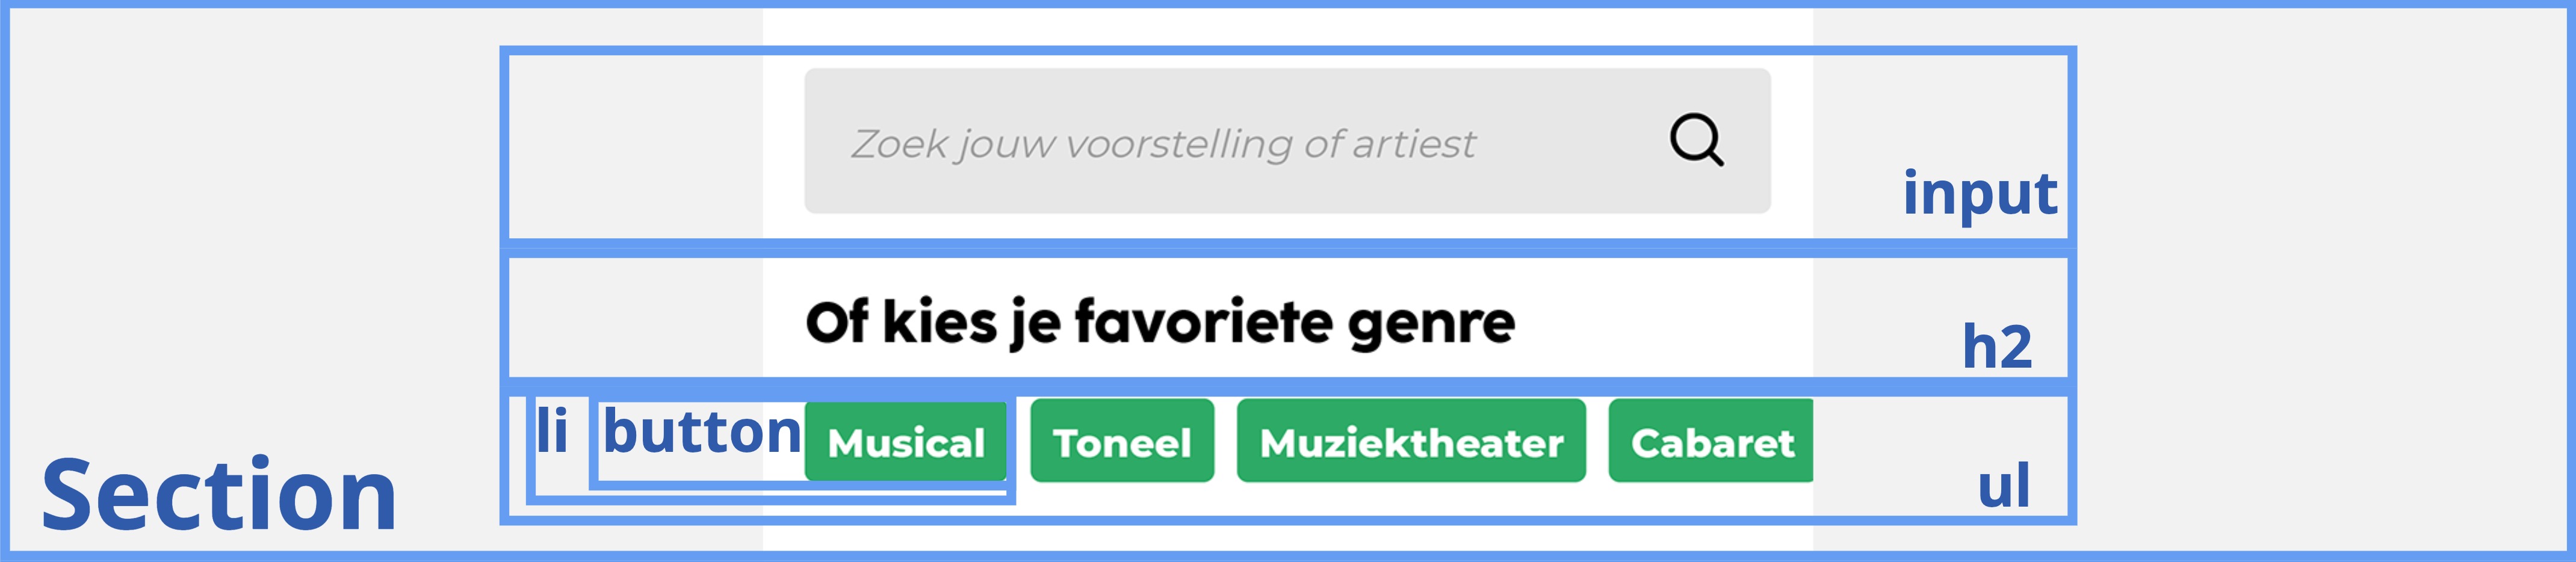 Zoek jouw voorstelling of artiest
input
Of kies je favoriete genre
h2
li button Musical Toneel Muziektheater Cabaret
ul
Section